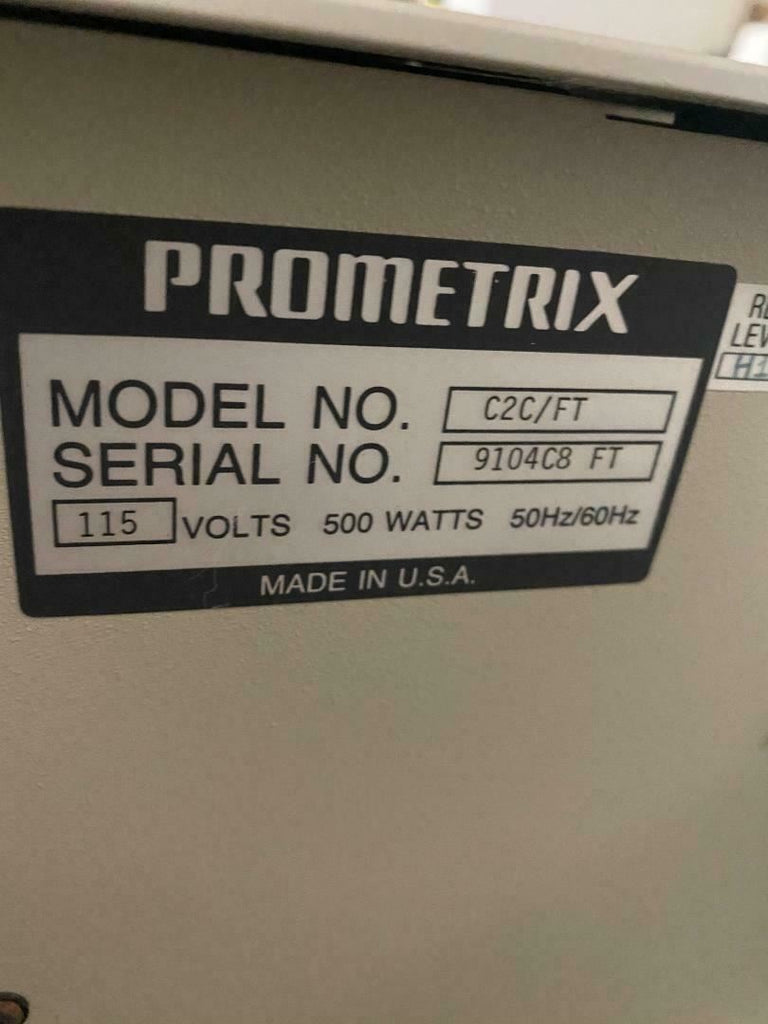 PROMETRIX
MODEL NO. C2C/FT
SERIAL NO. 9104C8 FT
115 VOLTS 500 WATTS 50Hz/60Hz
MADE IN U.S.A.